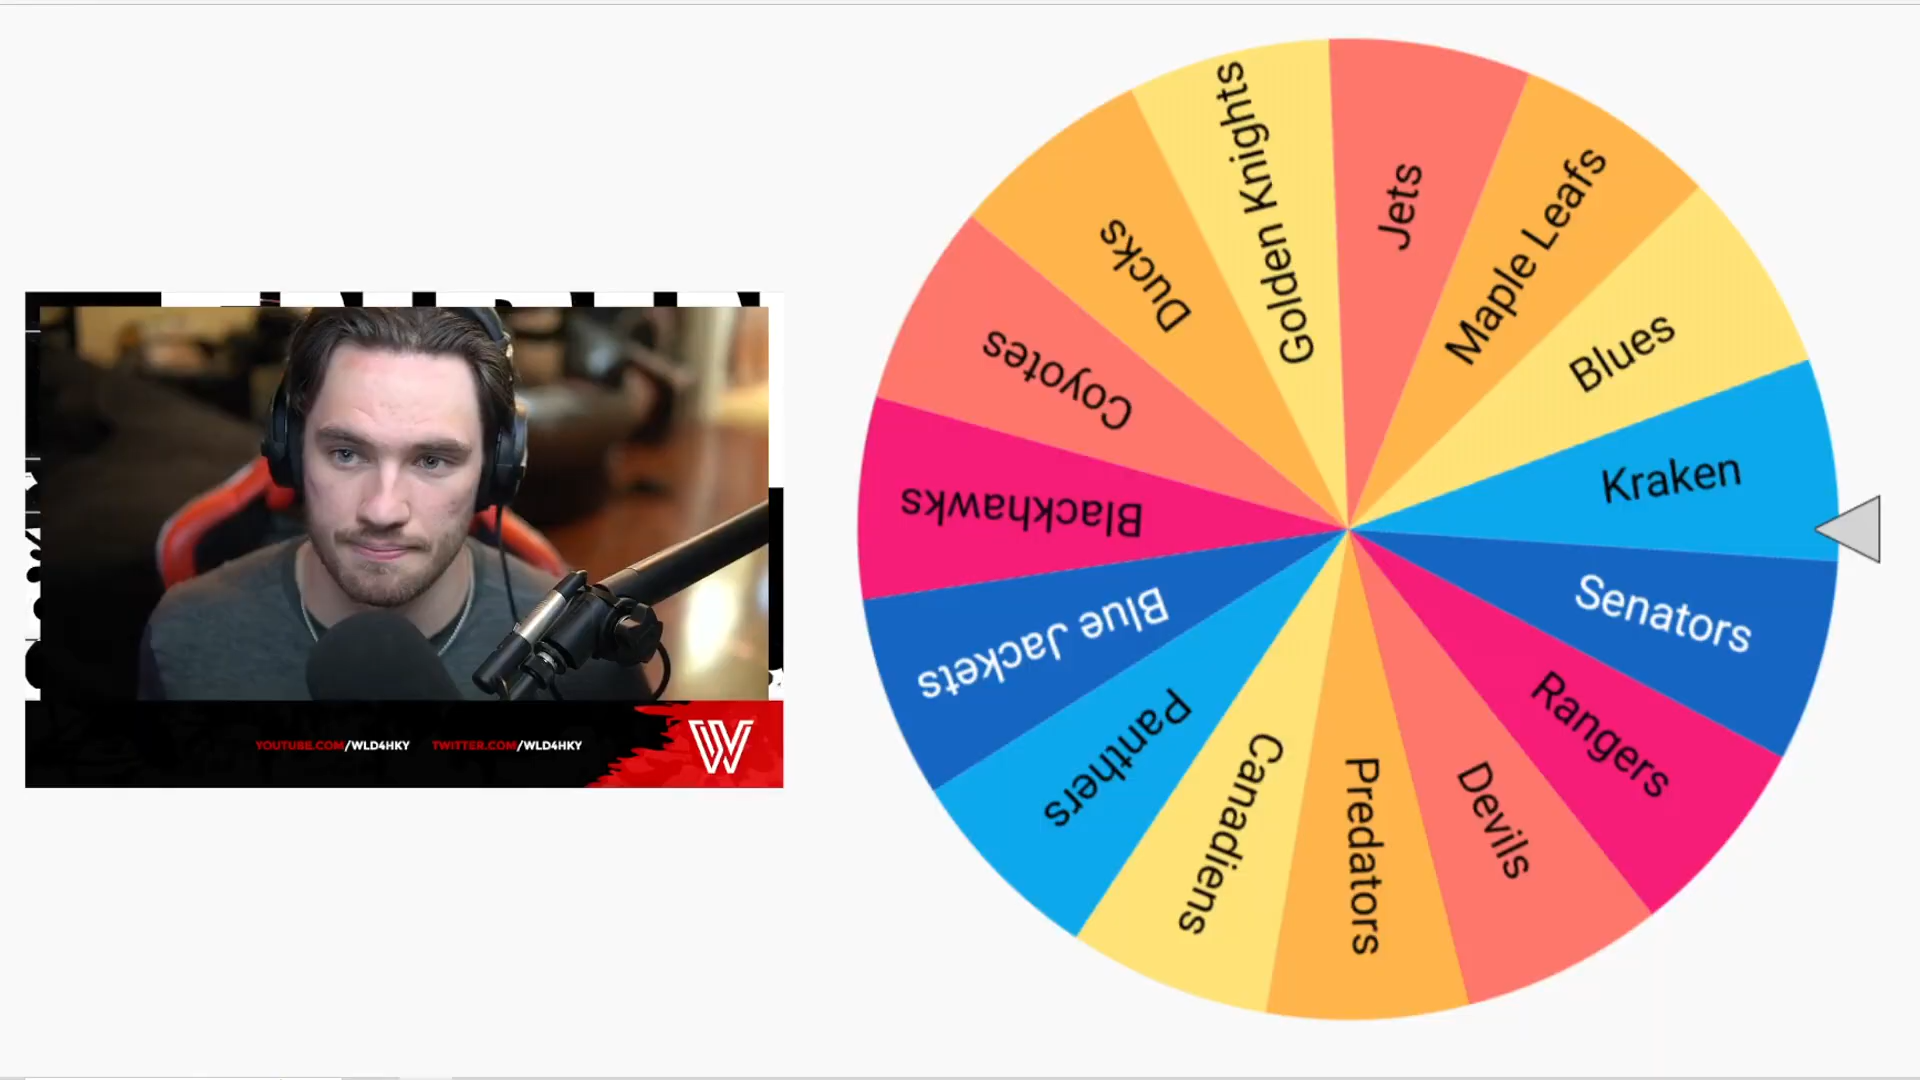 Golden Knights
Jets
Maple Leafs
Blues
Kraken
Senators
Rangers
Devils
Predators
Canadiens
Panthers
Blue Jackets
Blackhawks
Coyotes
Ducks
YOUTUBE.COM/WLD4HKY TWITTER.COM/WLD4HKY
W